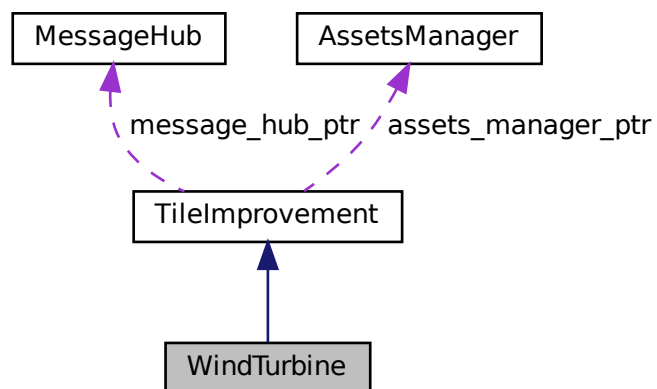 MessageHub
AssetsManager
message_hub_ptr
assets_manager_ptr
TileImprovement
WindTurbine